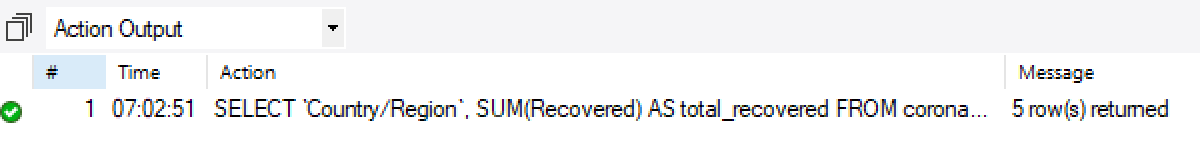 Action Output
# Time Action Message
1 07:02:51 SELECT `Country/Region`, SUM(Recovered) AS total_recovered FROM corona... 5 row(s) returned